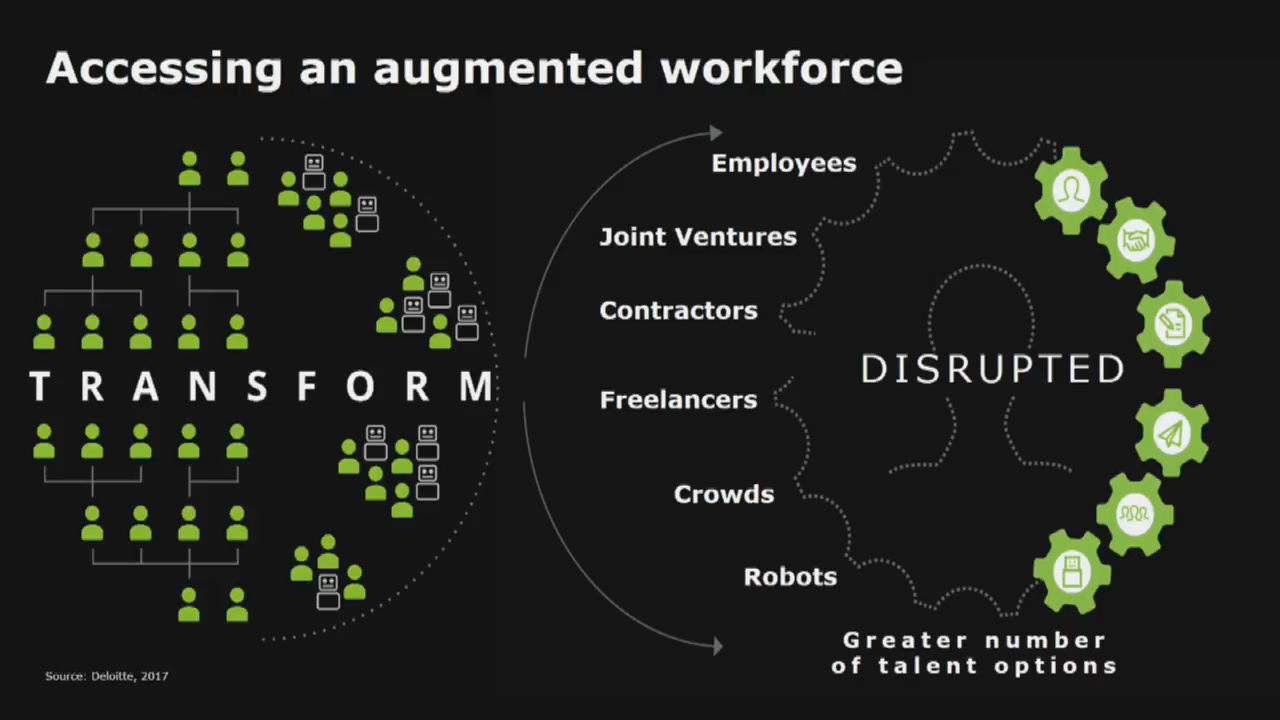 Accessing an augmented workforce
T R A N S F O R M
Employees
Joint Ventures
Contractors
Freelancers
Crowds
Robots
DISRUPTED
Greater number
of talent options
Source: Deloitte, 2017